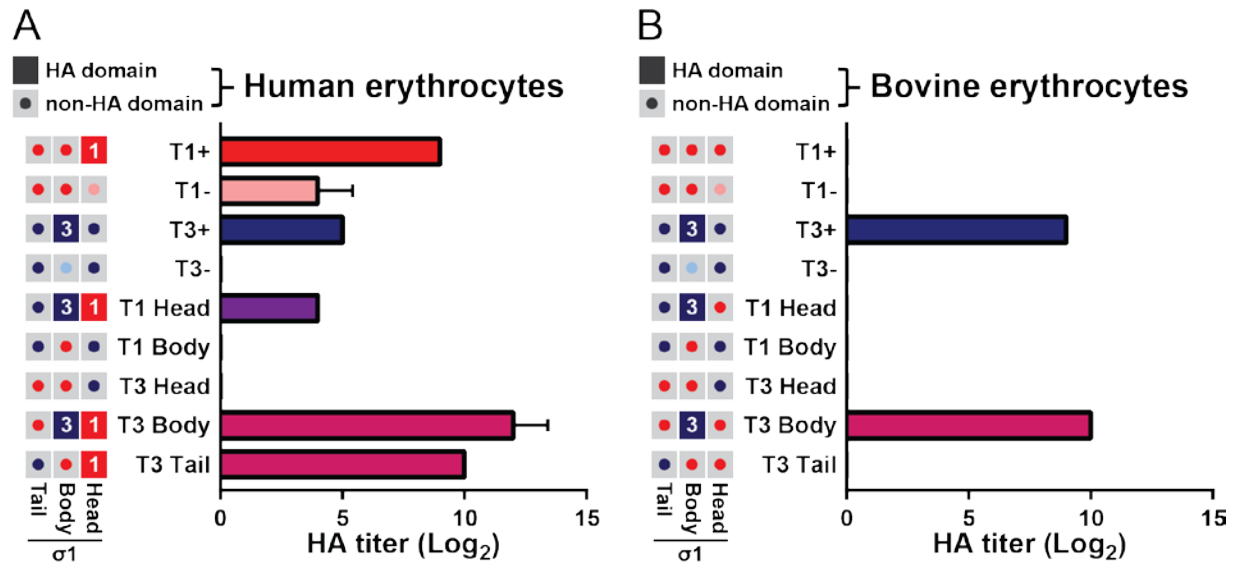 A
HA domain
non-HA domain
Human erythrocytes
1 T1+
T1-
3 T3+
T3-
3 1 T1 Head
T1 Body
T3 Head
3 1 T3 Body
1 T3 Tail
Tail
Body
Head
σ1
0 5 10 15
HA titer (Log2)
B
HA domain
non-HA domain
Bovine erythrocytes
T1+
T1-
3 T3+
T3-
3 T1 Head
T1 Body
T3 Head
3 T3 Body
T3 Tail
Tail
Body
Head
σ1
0 5 10 15
HA titer (Log2)